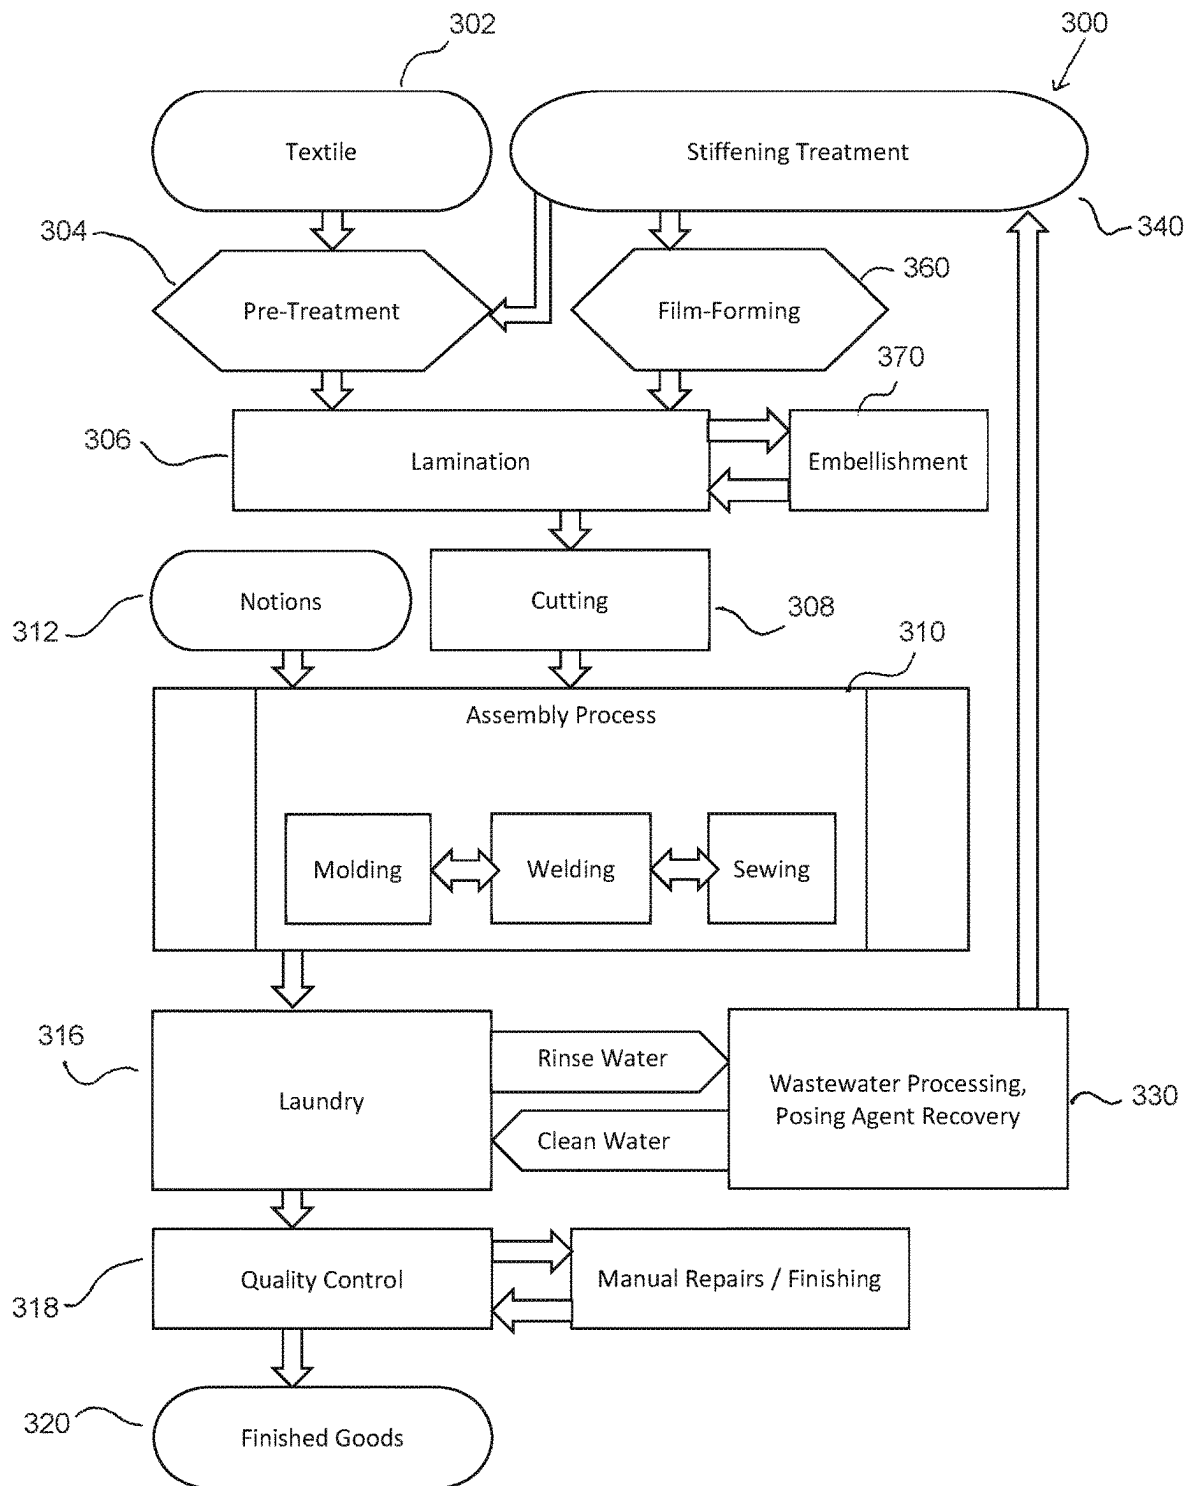 302
300
Textile
Stiffening Treatment
304
340
Pre-Treatment
Film-Forming
360
370
306
Lamination
Embellishment
312
Notions
Cutting
308
310
Assembly Process
Molding
Welding
Sewing
316
Laundry
Rinse Water
Clean Water
Wastewater Processing,
Posing Agent Recovery
330
318
Quality Control
Manual Repairs / Finishing
320
Finished Goods